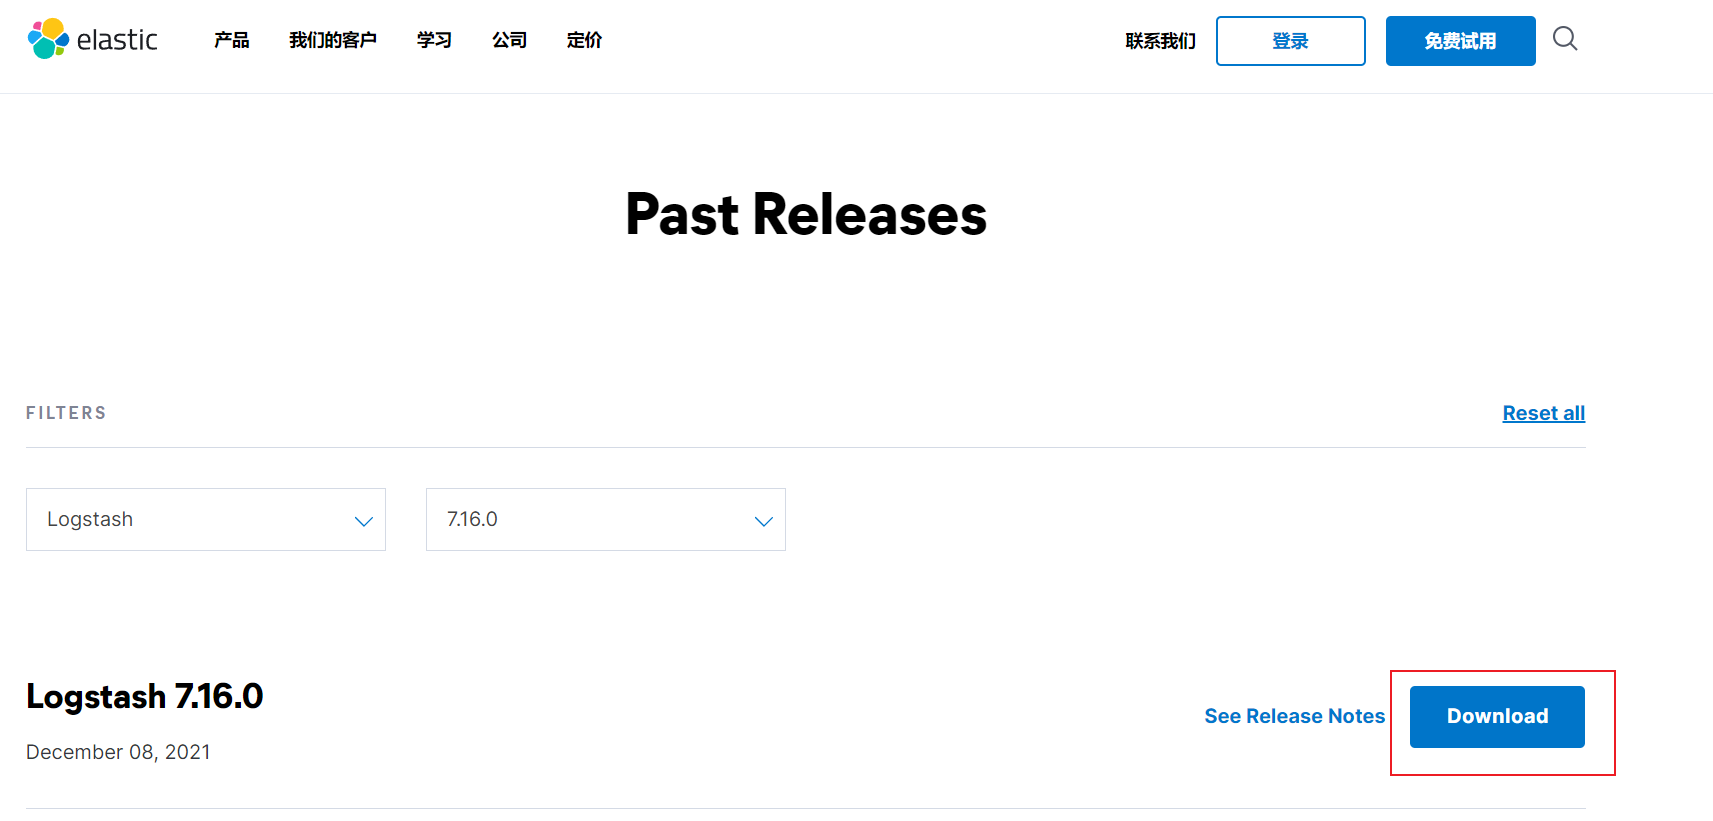 elastic 产品 我们的客户 学习 公司 定价 联系我们 登录 免费试用
Past Releases
FILTERS Reset all
Logstash 7.16.0
Logstash 7.16.0
See Release Notes Download
December 08, 2021